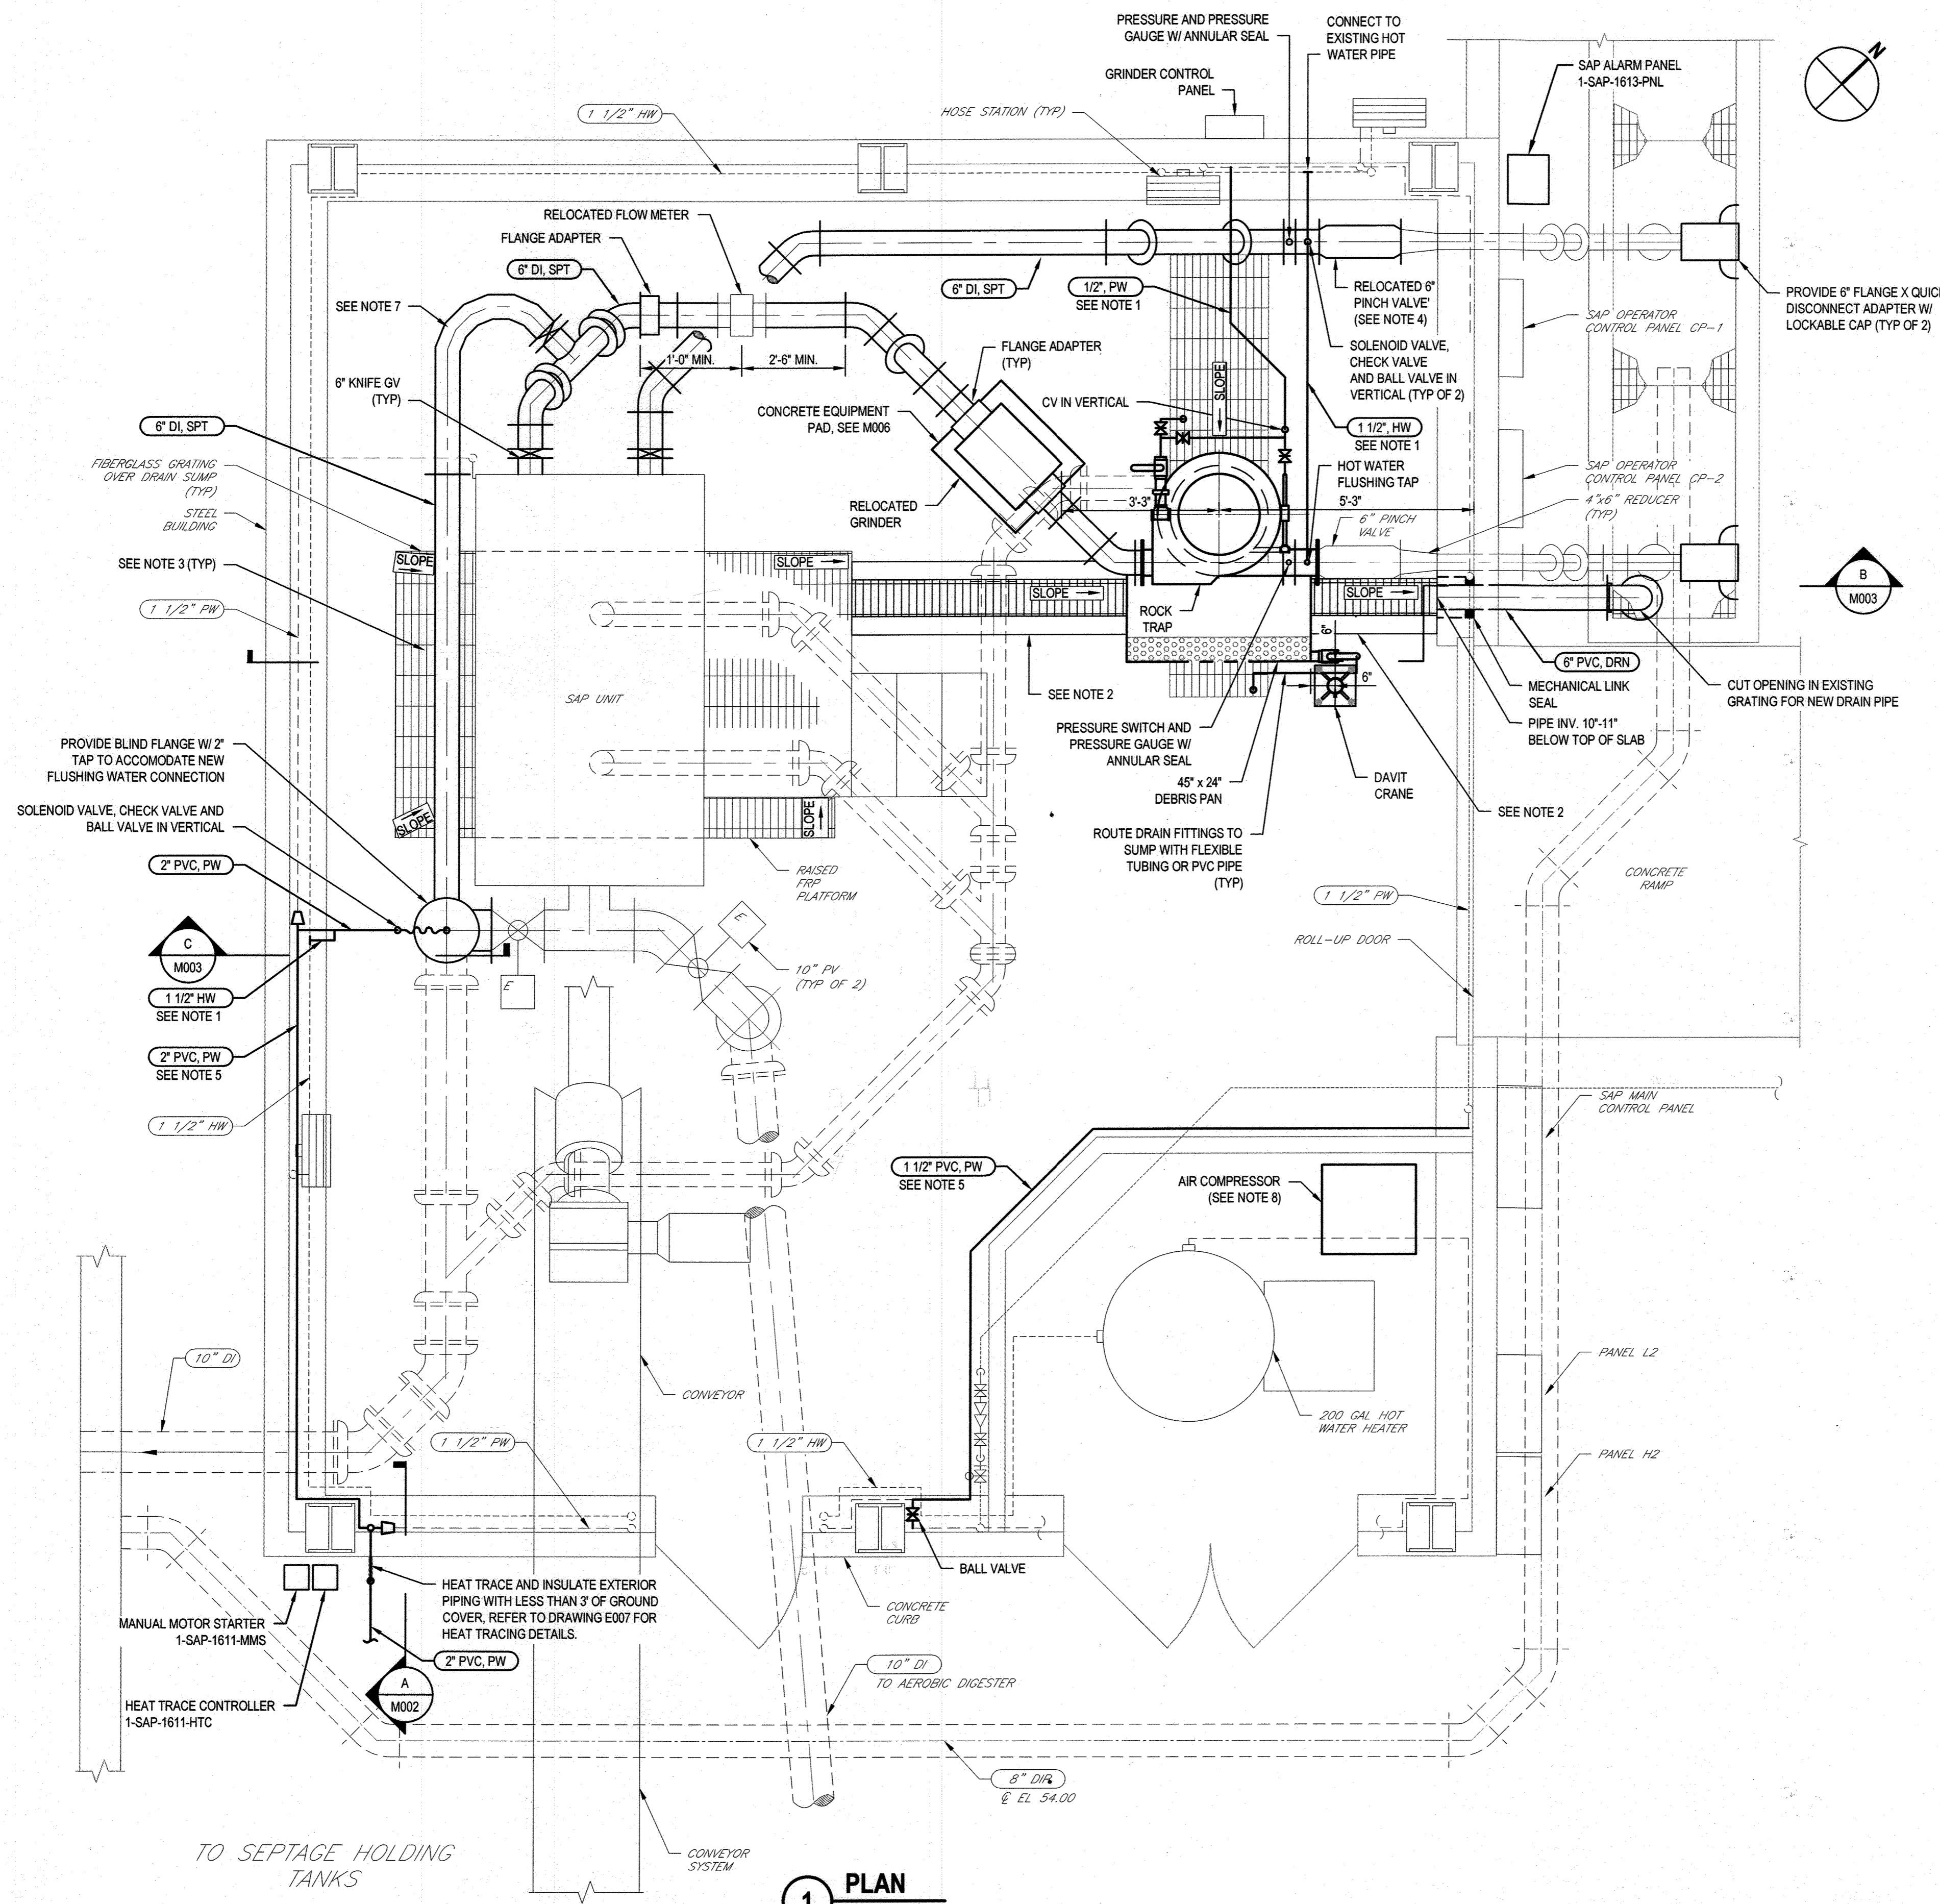 PRESSURE AND PRESSURE
GAUGE W/ ANNULAR SEAL
CONNECT TO
EXISTING HOT
WATER PIPE
GRINDER CONTROL
PANEL
SAP ALARM PANEL
1-SAP-1613-PNL
N
1 1/2" HW
HOSE STATION (TYP)
RELOCATED FLOW METER
FLANGE ADAPTER
6" DI, SPT
SEE NOTE 7
6" DI, SPT
1/2", PW
SEE NOTE 1
RELOCATED 6"
PINCH VALVE'
(SEE NOTE 4)
PROVIDE 6" FLANGE X QUIC
DISCONNECT ADAPTER W/
LOCKABLE CAP (TYP OF 2)
SAP OPERATOR
CONTROL PANEL CP-1
1'-0" MIN.
2'-6" MIN.
FLANGE ADAPTER
(TYP)
SOLENOID VALVE,
CHECK VALVE
AND BALL VALVE IN
VERTICAL (TYP OF 2)
6" KNIFE GV
(TYP)
SLOPE
CONCRETE EQUIPMENT
PAD, SEE M006
CV IN VERTICAL
1 1/2", HW
SEE NOTE 1
6" DI, SPT
FIBERGLASS GRATING
OVER DRAIN SUMP
(TYP)
STEEL
BUILDING
HOT WATER
FLUSHING TAP
SAP OPERATOR
CONTROL PANEL CP-2
4"x6" REDUCER
(TYP)
RELOCATED
GRINDER
3'-3"
5'-3"
6" PINCH
VALVE
SEE NOTE 3 (TYP)
SLOPE
SLOPE
SLOPE
SLOPE
B
M003
1 1/2" PW
ROCK
TRAP
6"
6"
6" PVC, DRN
SAP UNIT
SEE NOTE 2
MECHANICAL LINK
SEAL
PIPE INV. 10"-11"
BELOW TOP OF SLAB
CUT OPENING IN EXISTING
GRATING FOR NEW DRAIN PIPE
PRESSURE SWITCH AND
PRESSURE GAUGE W/
ANNULAR SEAL
PROVIDE BLIND FLANGE W/ 2"
TAP TO ACCOMODATE NEW
FLUSHING WATER CONNECTION
45" x 24"
DEBRIS PAN
DAVIT
CRANE
SEE NOTE 2
SOLENOID VALVE, CHECK VALVE AND
BALL VALVE IN VERTICAL
SLOPE
SLOPE
ROUTE DRAIN FITTINGS TO
SUMP WITH FLEXIBLE
TUBING OR PVC PIPE
(TYP)
2" PVC, PW
RAISED
FRP
PLATFORM
CONCRETE
RAMP
1 1/2" PW
C
M003
E
E
10" PV
(TYP OF 2)
ROLL-UP DOOR
1 1/2" HW
SEE NOTE 1
2" PVC, PW
SEE NOTE 5
1 1/2" HW
SAP MAIN
CONTROL PANEL
1 1/2" PVC, PW
SEE NOTE 5
AIR COMPRESSOR
(SEE NOTE 8)
10" DI
PANEL L2
CONVEYOR
200 GAL HOT
WATER HEATER
1 1/2" PW
1 1/2" HW
PANEL H2
BALL VALVE
HEAT TRACE AND INSULATE EXTERIOR
PIPING WITH LESS THAN 3' OF GROUND
COVER, REFER TO DRAWING E007 FOR
HEAT TRACING DETAILS.
CONCRETE
CURB
MANUAL MOTOR STARTER
1-SAP-1611-MMS
2" PVC, PW
10" DI
TO AEROBIC DIGESTER
A
M002
HEAT TRACE CONTROLLER
1-SAP-1611-HTC
8" DIP
℄ EL 54.00
TO SEPTAGE HOLDING
TANKS
CONVEYOR
SYSTEM
1
PLAN